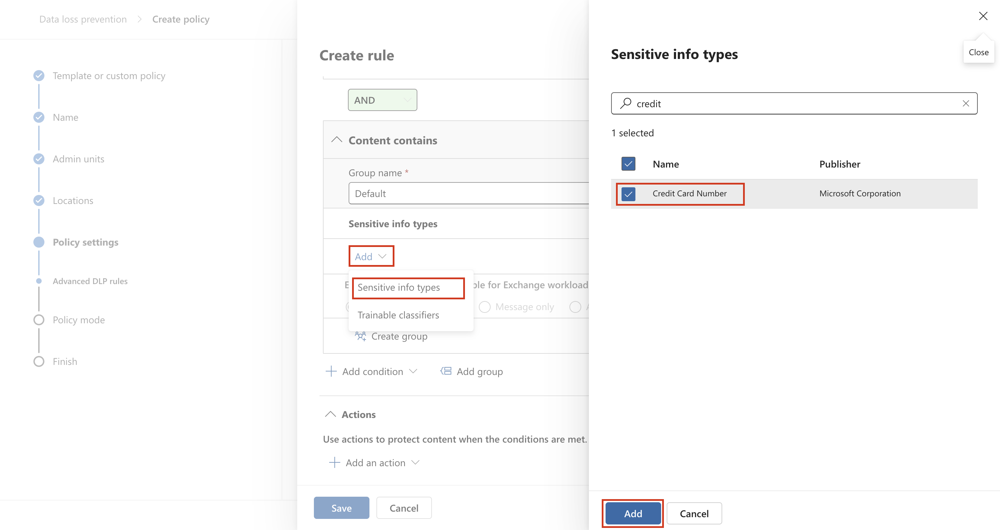 Data loss prevention > Create policy
Template or custom policy
Name
Admin units
Locations
Policy settings
Advanced DLP rules
Policy mode
Finish
Create rule
AND
Content contains
Group name *
Default
Sensitive info types
Add
Sensitive info types
Trainable classifiers
for Exchange workload
Message only
Create group
Add condition
Add group
Actions
Use actions to protect content when the conditions are met.
Add an action
Save
Cancel
Close
Sensitive info types
credit
1 selected
Name Publisher
Credit Card Number Microsoft Corporation
Add
Cancel